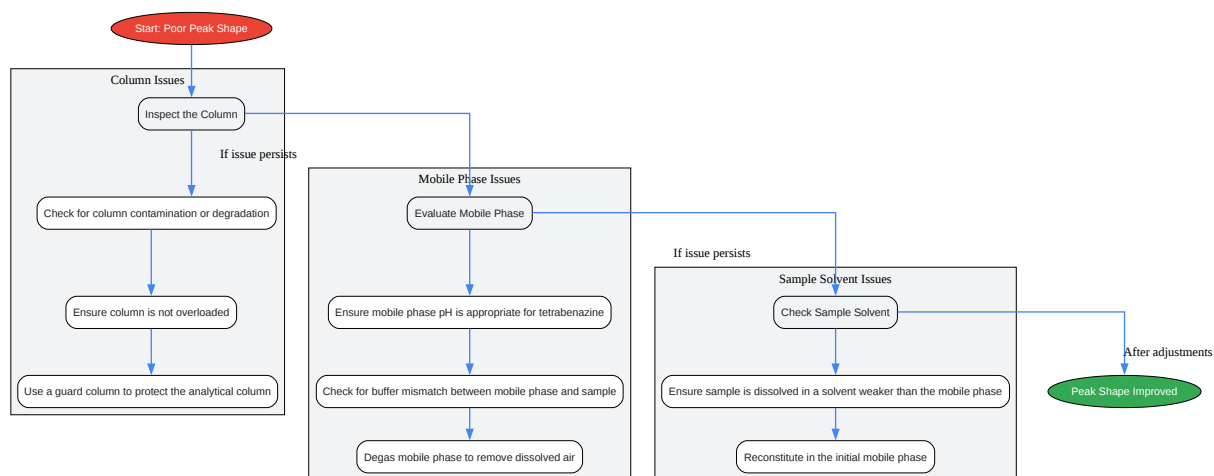 Start: Poor Peak Shape
Column Issues
Inspect the Column
If issue persists
Check for column contamination or degradation
Ensure column is not overloaded
Use a guard column to protect the analytical column
Mobile Phase Issues
Evaluate Mobile Phase
If issue persists
Ensure mobile phase pH is appropriate for tetrabenazine
Check for buffer mismatch between mobile phase and sample
Degas mobile phase to remove dissolved air
Sample Solvent Issues
Check Sample Solvent
After adjustments
Ensure sample is dissolved in a solvent weaker than the mobile phase
Reconstitute in the initial mobile phase
Peak Shape Improved